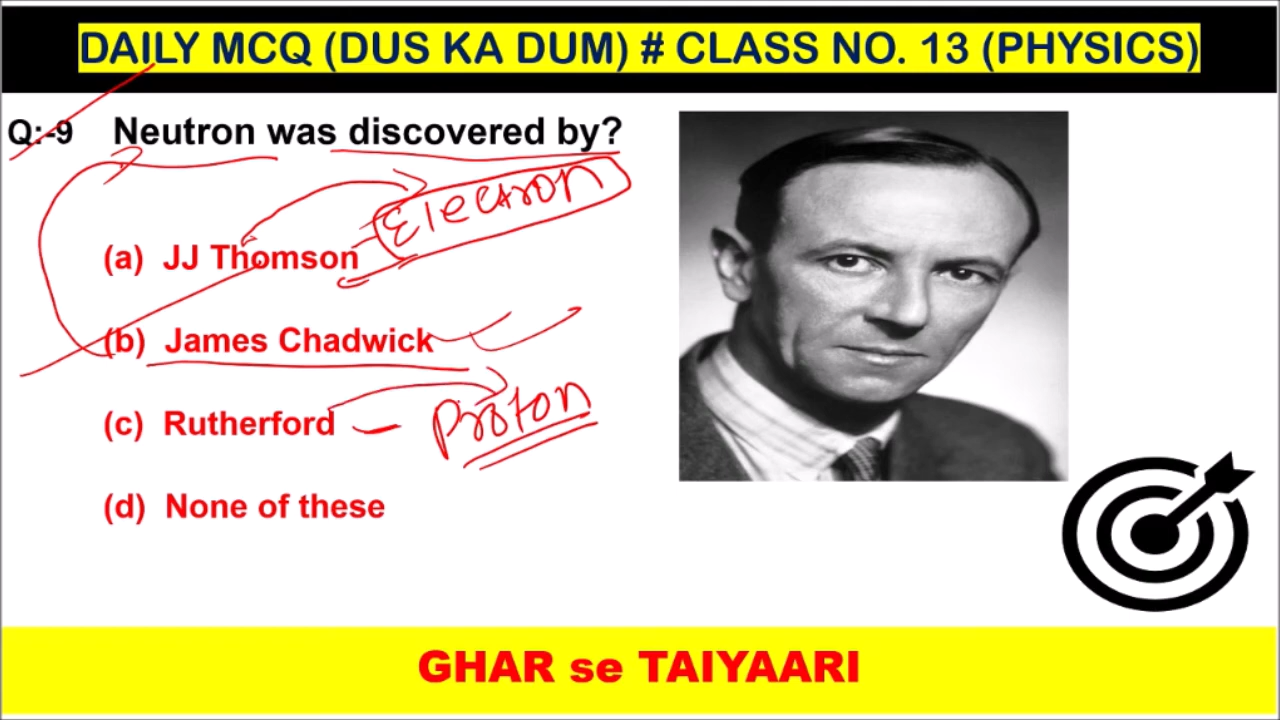 DAILY MCQ (DUS KA DUM) # CLASS NO. 13 (PHYSICS)
Q:-9 Neutron was discovered by?
Electron
(a) JJ Thomson
(b) James Chadwick
(c) Rutherford - Proton
(d) None of these
GHAR se TAIYAARI